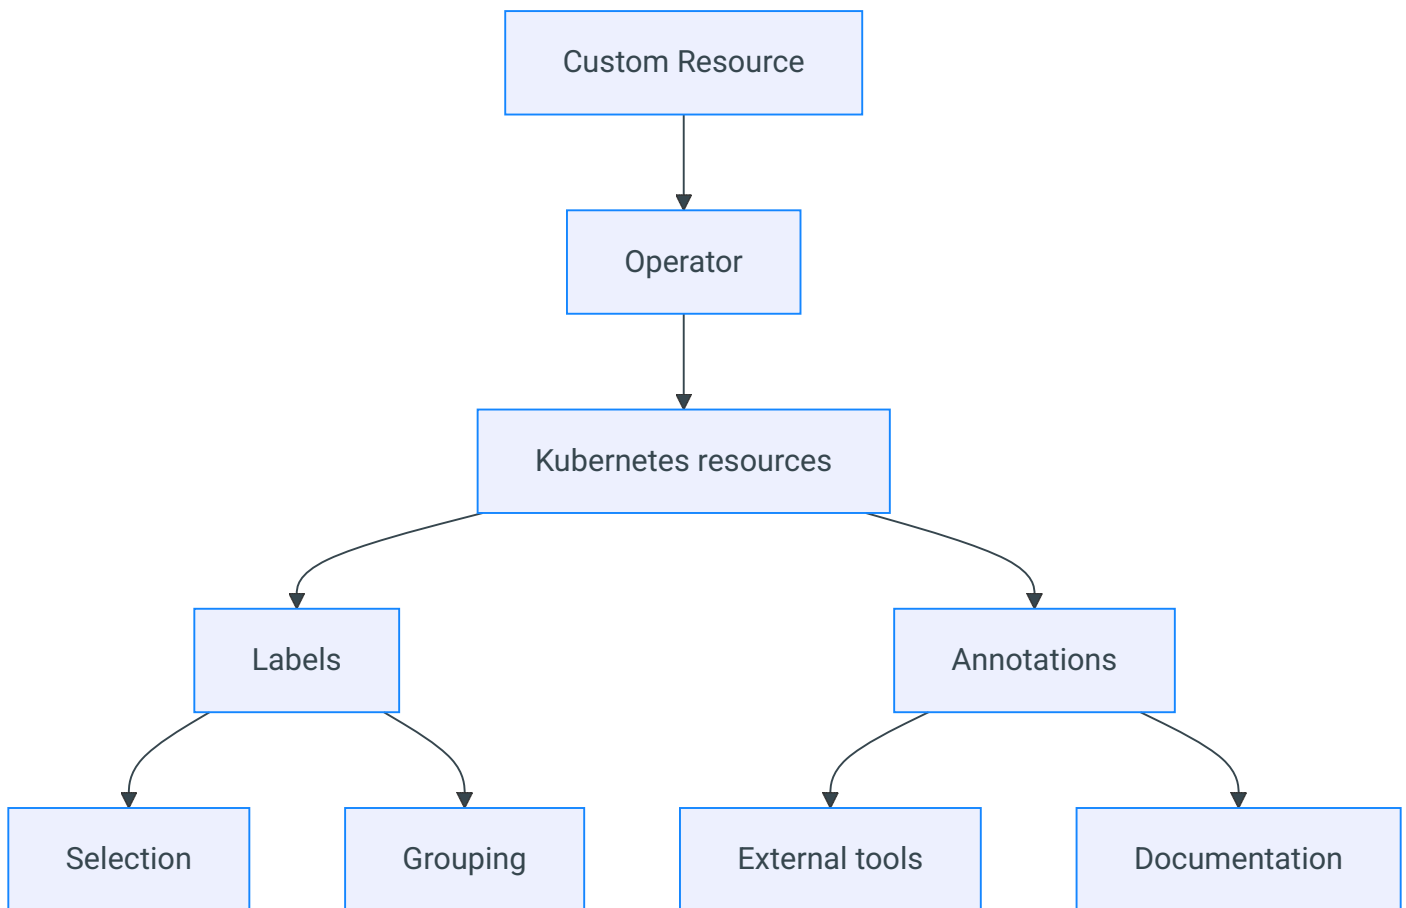 Custom Resource
Operator
Kubernetes resources
Labels
Annotations
Selection
Grouping
External tools
Documentation